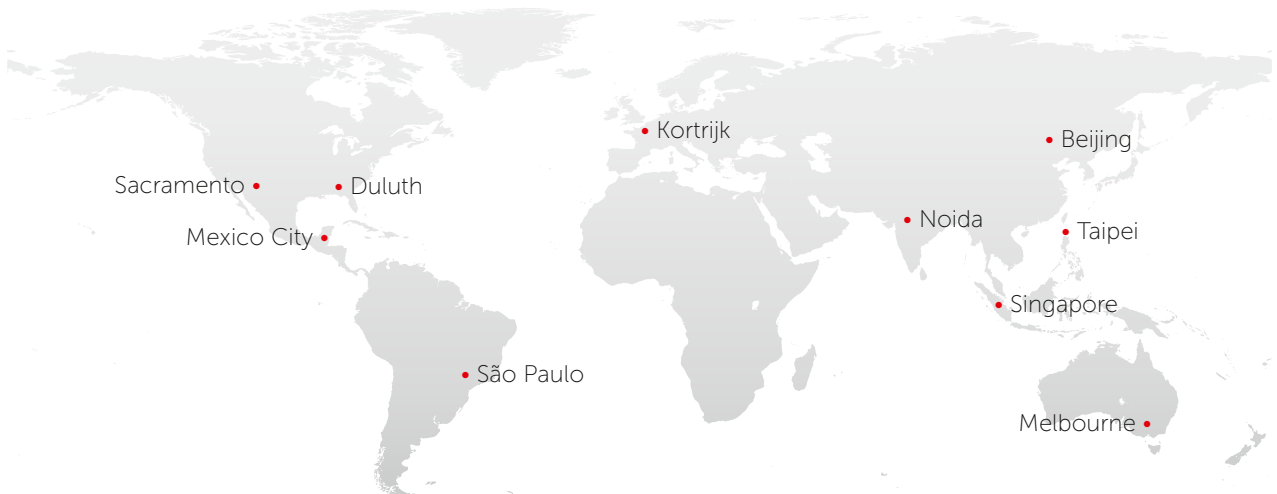 Kortrijk
Beijing
Sacramento
Duluth
Noida
Mexico City
Taipei
Singapore
São Paulo
Melbourne